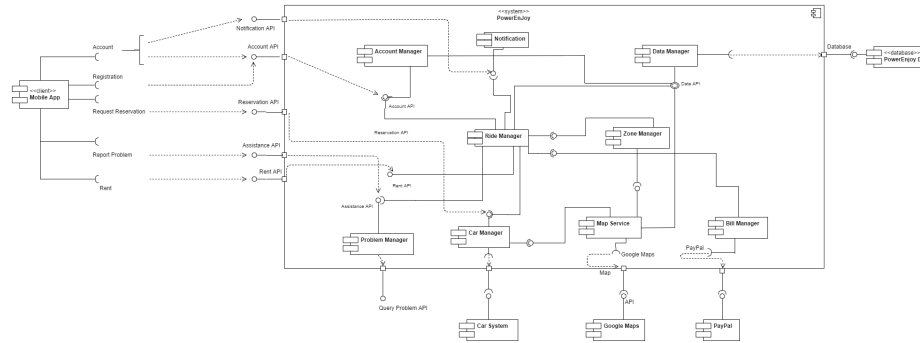 <<system>>
PowerEnJoy
Notification API
Account
Account API
Notification
Account Manager
Data Manager
Database
<<database>>
PowerEnjoy D
Registration
<<client>>
Mobile App
Data API
Account API
Request Reservation
Reservation API
Reservation API
Ride Manager
Zone Manager
Assistance API
Report Problem
Rent API
Rent API
Rent
Assistance API
Car Manager
Map Service
Bill Manager
Problem Manager
Google Maps
PayPal
Map
Query Problem API
API
Car System
Google Maps
PayPal